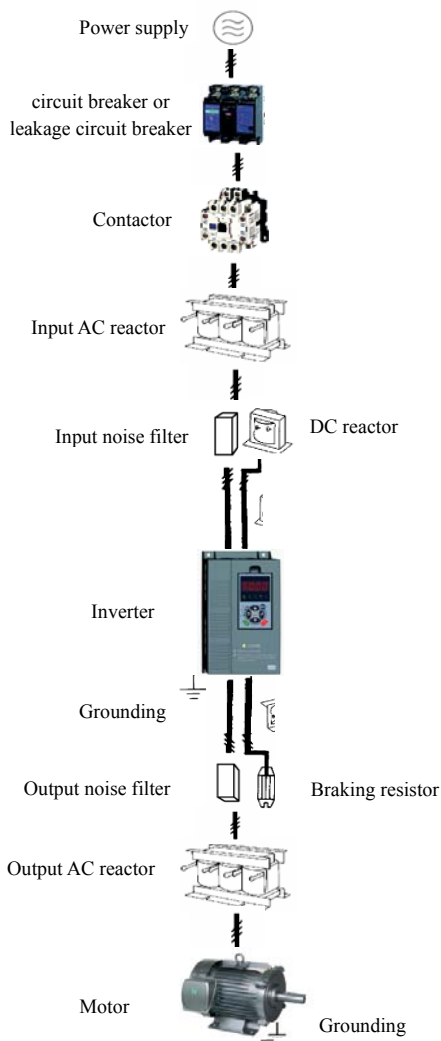 Power supply
circuit breaker or
leakage circuit breaker
Contactor
Input AC reactor
Input noise filter
DC reactor
Inverter
Grounding
Output noise filter
Braking resistor
Output AC reactor
Motor
Grounding